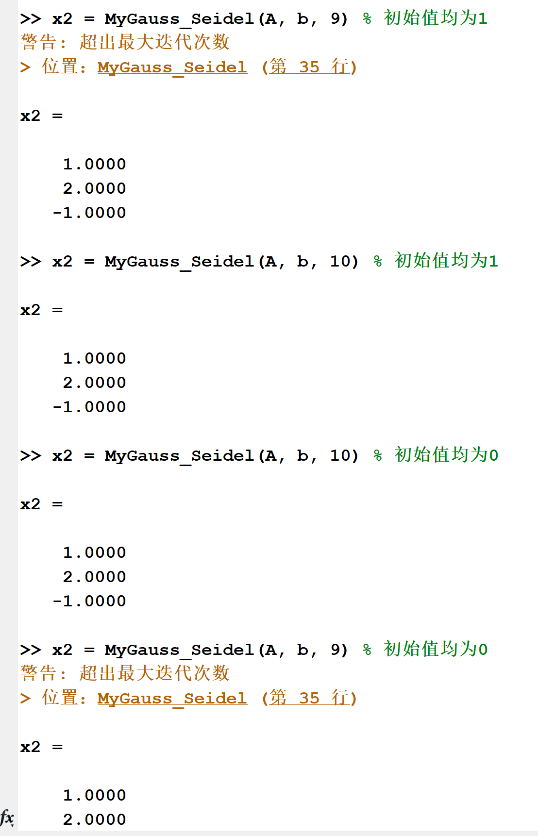 >> x2 = MyGauss_Seidel(A, b, 9) % 初始值均为1
警告: 超出最大迭代次数
> 位置: MyGauss_Seidel (第 35 行)
x2 =
1.0000
2.0000
-1.0000
>> x2 = MyGauss_Seidel(A, b, 10) % 初始值均为1
x2 =
1.0000
2.0000
-1.0000
>> x2 = MyGauss_Seidel(A, b, 10) % 初始值均为0
x2 =
1.0000
2.0000
-1.0000
>> x2 = MyGauss_Seidel(A, b, 9) % 初始值均为0
警告: 超出最大迭代次数
> 位置: MyGauss_Seidel (第 35 行)
x2 =
1.0000
fx 2.0000